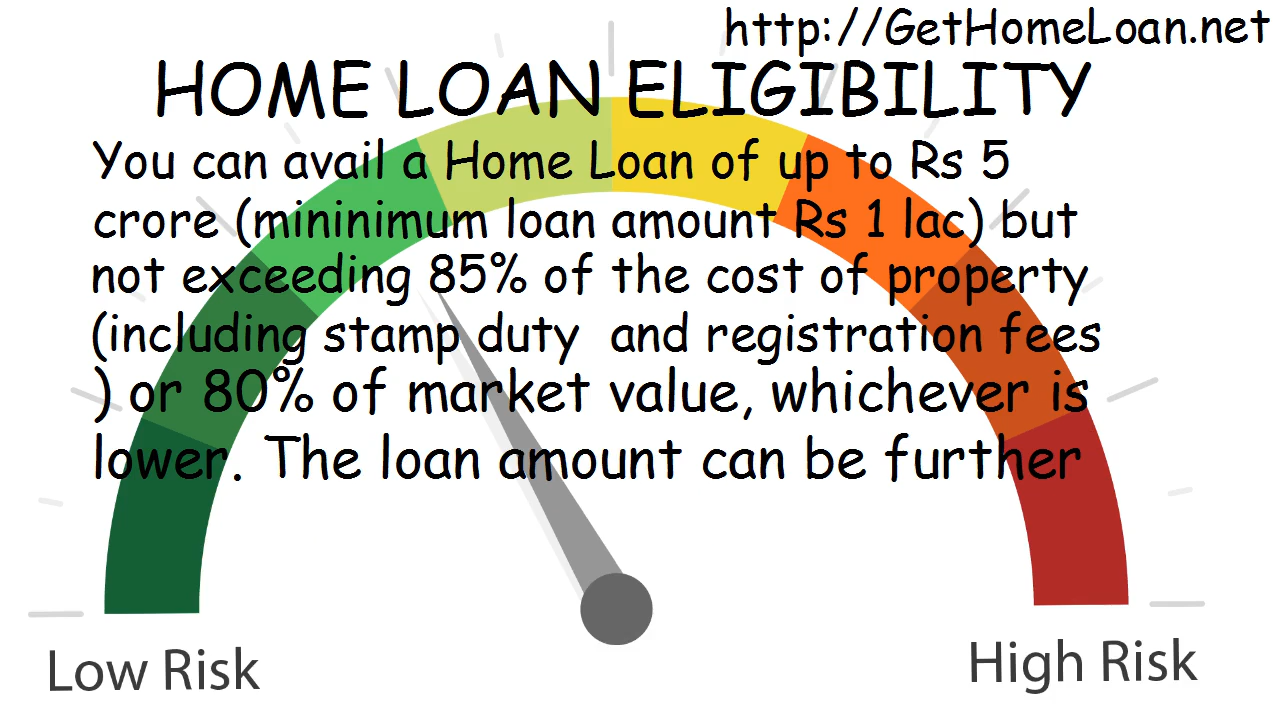 http://GetHomeLoan.net
HOME LOAN ELIGIBILITY
You can avail a Home Loan of up to Rs 5
crore (mininimum loan amount Rs 1 lac) but
not exceeding 85% of the cost of property
(including stamp duty  and registration fees
) or 80% of market value, whichever is
lower. The loan amount can be further
Low Risk
High Risk